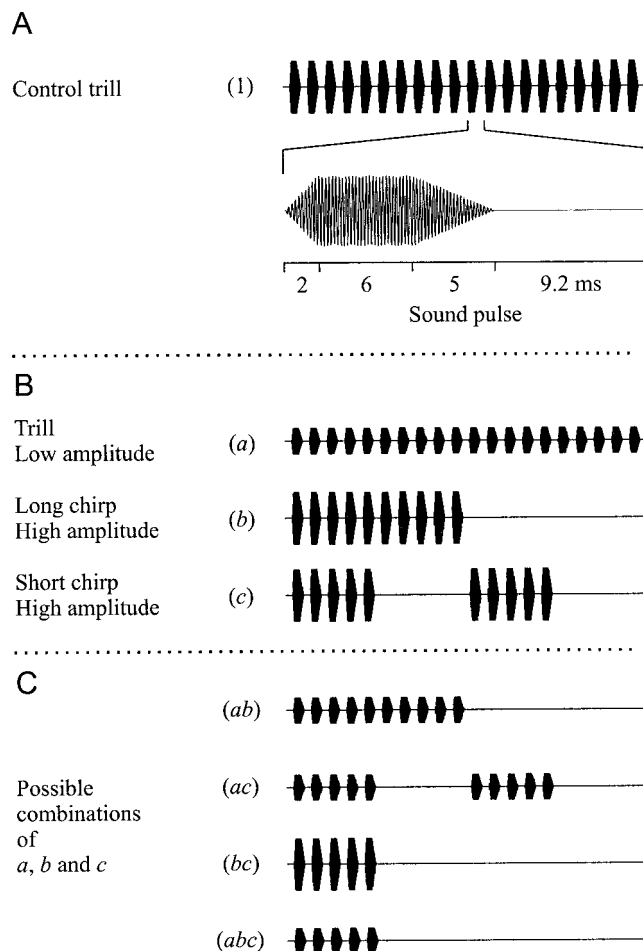 A
Control trill (1)
2 6 5 9.2 ms
Sound pulse
B
Trill
Low amplitude (a)
Long chirp
High amplitude (b)
Short chirp
High amplitude (c)
C
(ab)
(ac)
Possible
combinations
of
a, b and c
(bc)
(abc)